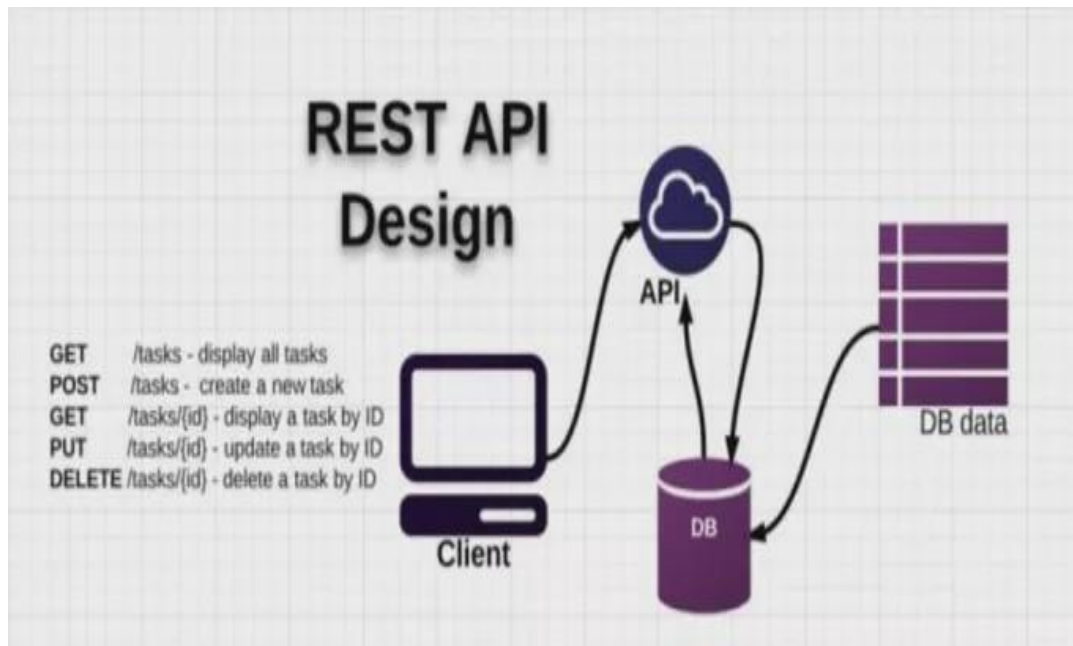 REST API
Design
API
GET /tasks - display all tasks
POST /tasks - create a new task
GET /tasks/{id} - display a task by ID
PUT /tasks/{id} - update a task by ID
DELETE /tasks/{id} - delete a task by ID
Client
DB
DB data